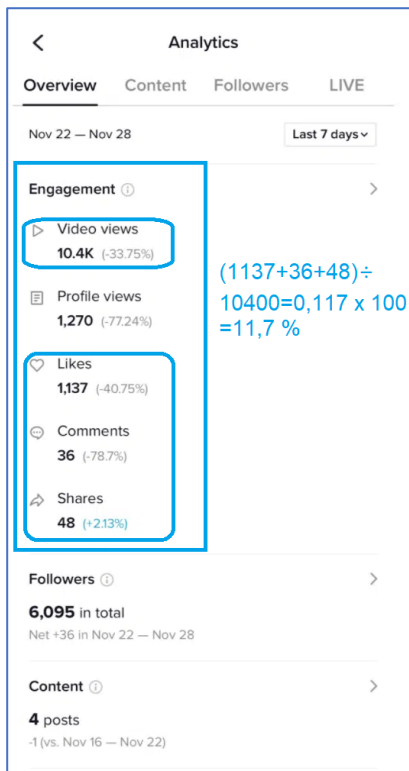 Analytics
Overview Content Followers LIVE
Nov 22 — Nov 28 Last 7 days
Engagement
Video views
10.4K (-33.75%)
Profile views
1,270 (-77.24%)
Likes
1,137 (-40.75%)
Comments
36 (-78.7%)
Shares
48 (+2.13%)
(1137+36+48)÷
10400=0,117 x 100
=11,7 %
Followers
6,095 in total
Net +36 in Nov 22 — Nov 28
Content
4 posts
-1 (vs. Nov 16 — Nov 22)